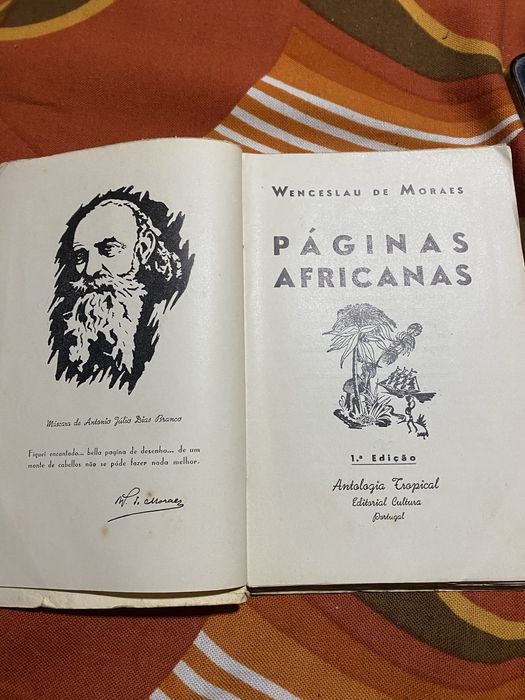 Máscara de Antonio Júlio Dias Branco
Fiquei encantado... bella pagina de desenho... de um
monte de cabellos não se póde fazer nada melhor.
W. de Moraes
WENCESLAU DE MORAES
PÁGINAS
AFRICANAS
1.ª Edição
Antologia Tropical
Editorial Cultura
Portugal